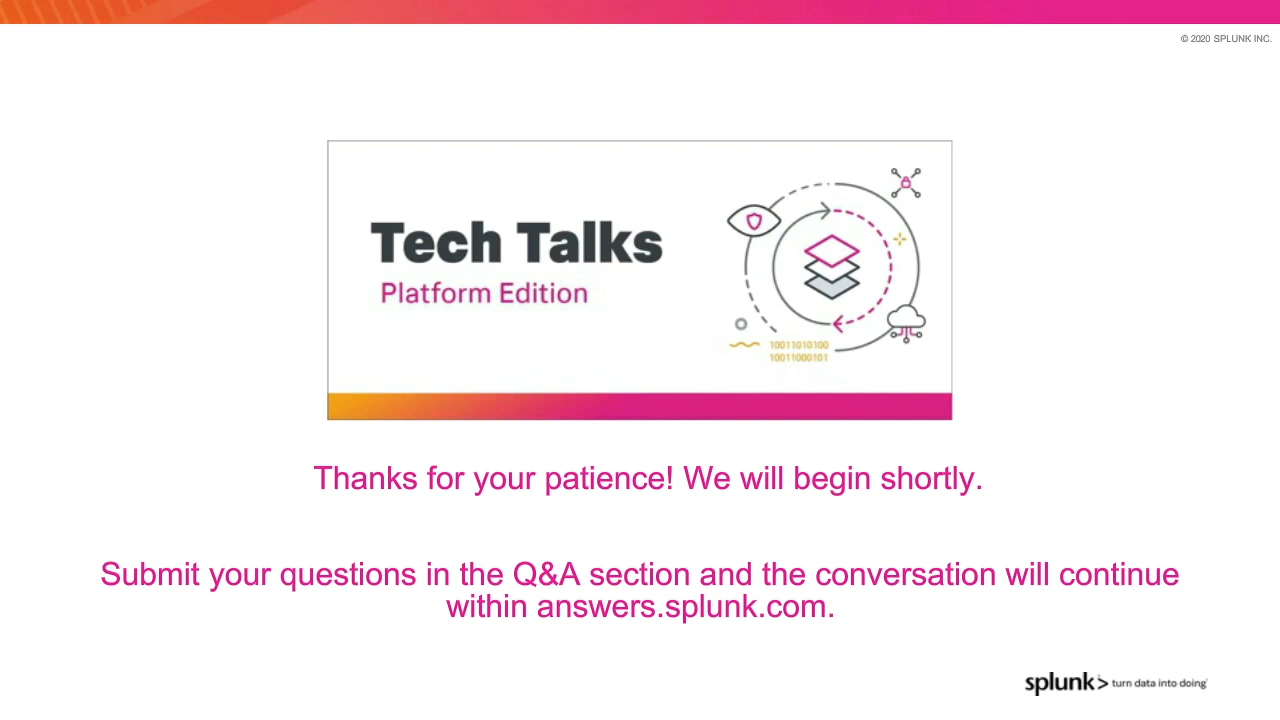 © 2020 SPLUNK INC.
Tech Talks
Platform Edition
10011010100
10011000101
Thanks for your patience! We will begin shortly.
Submit your questions in the Q&A section and the conversation will continue
within answers.splunk.com.
splunk> turn data into doing